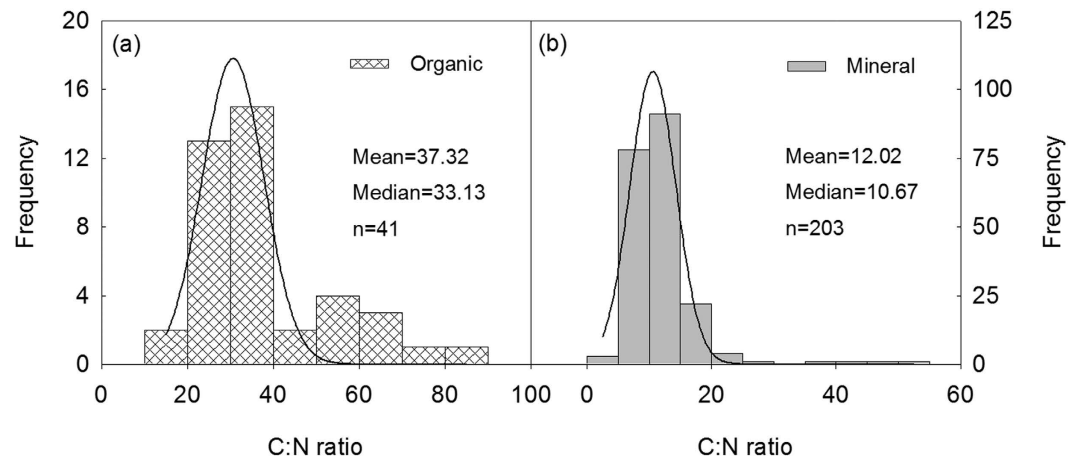 (a)
Organic
Mean=37.32
Median=33.13
n=41
Frequency
20
16
12
8
4
0
0 20 40 60 80 100
C:N ratio
(b)
Mineral
Mean=12.02
Median=10.67
n=203
Frequency
125
100
75
50
25
0
0 20 40 60
C:N ratio